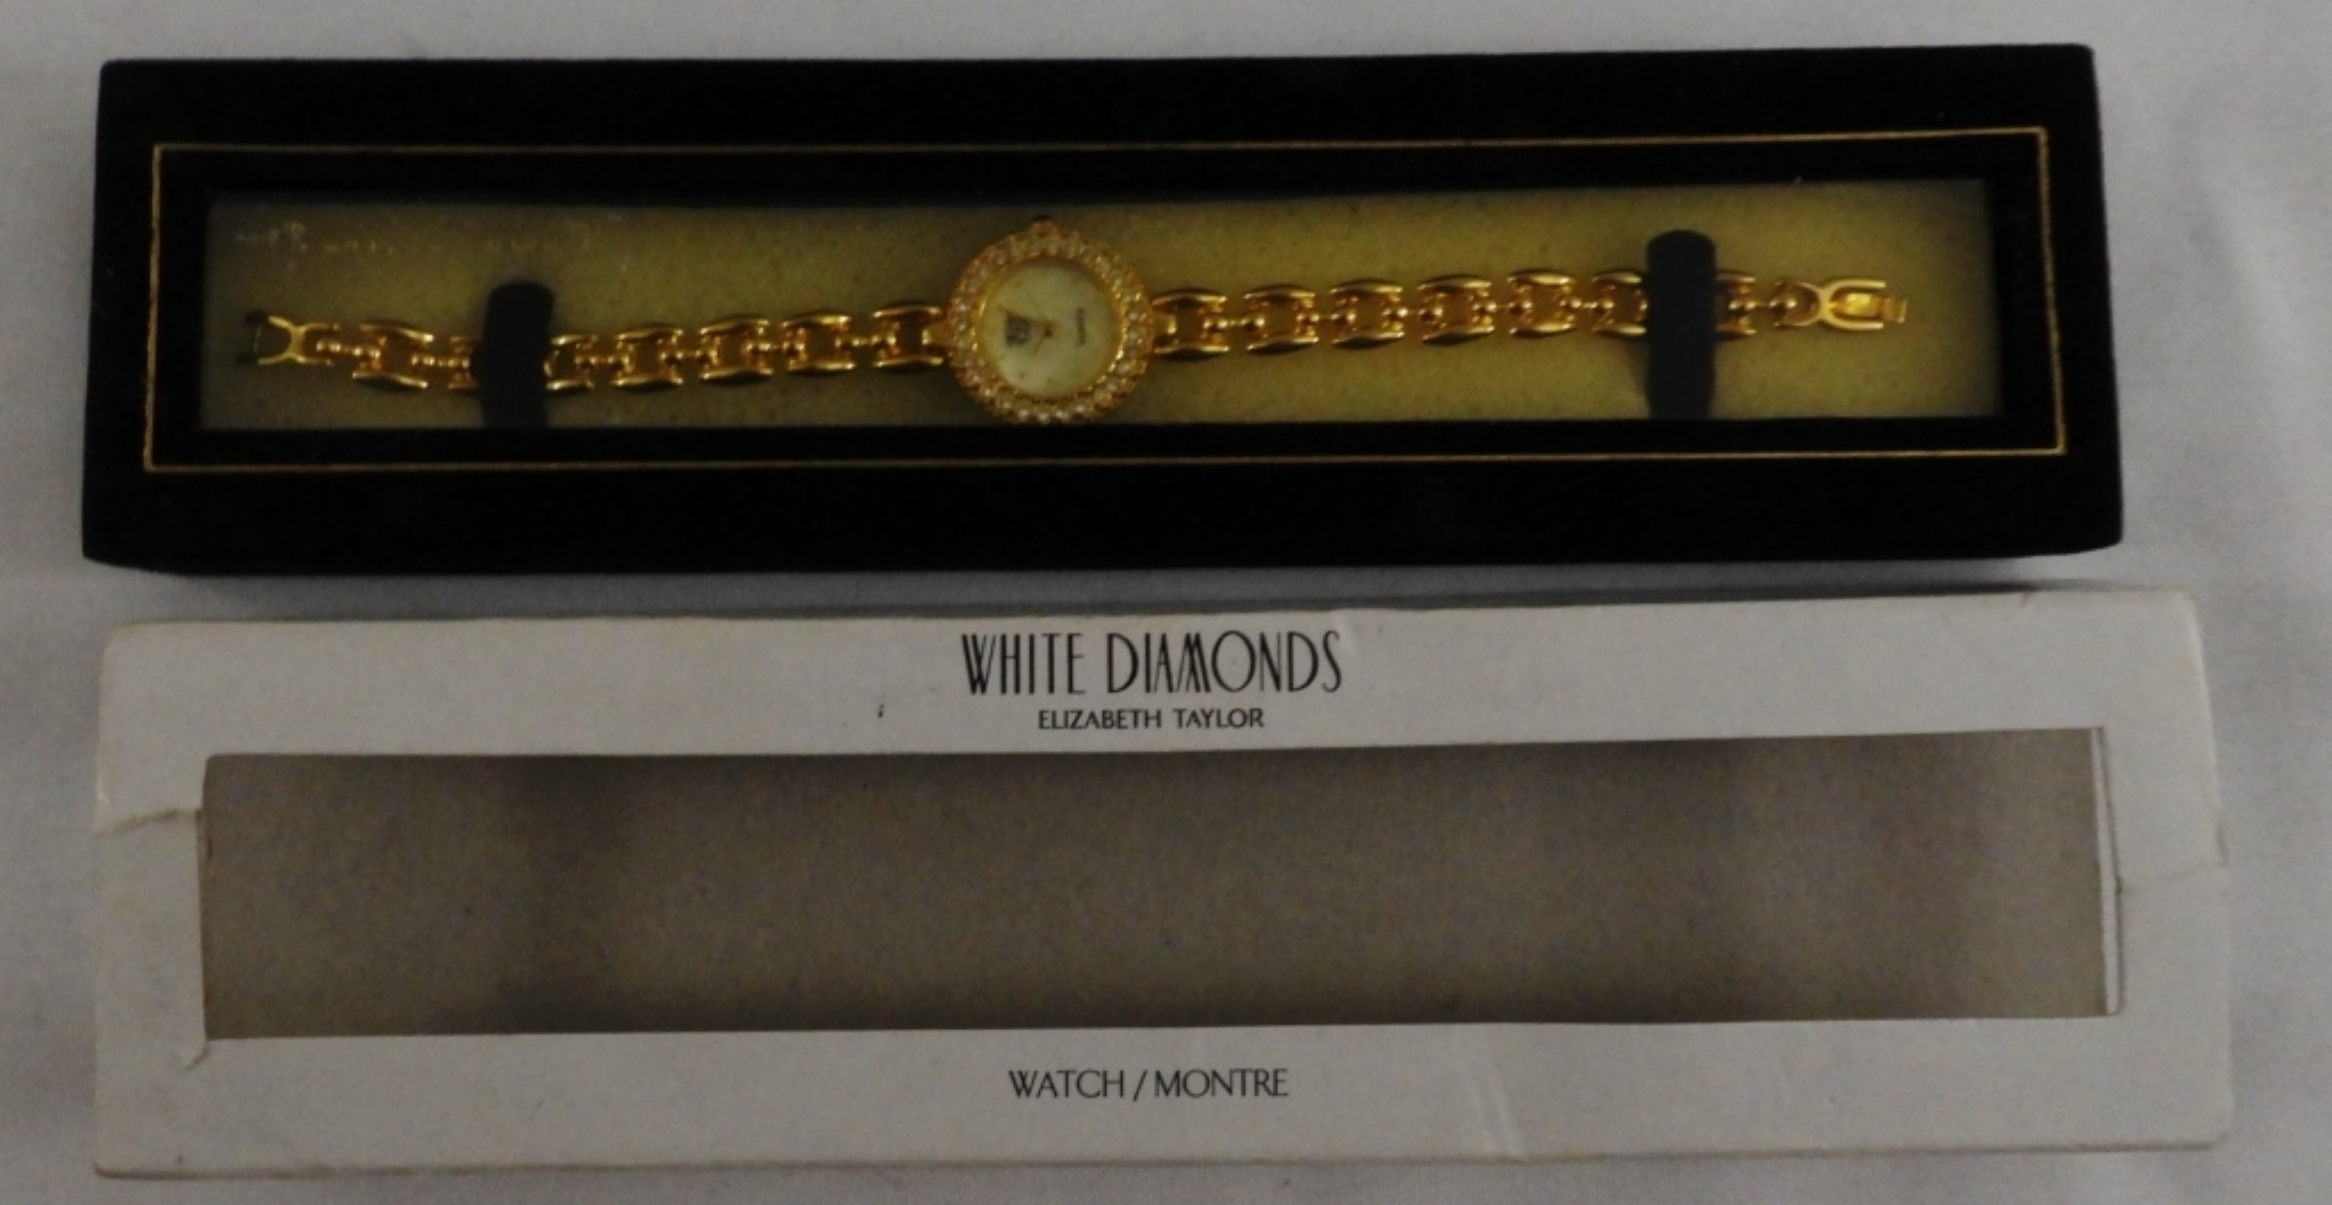 WHITE DIAMONDS
ELIZABETH TAYLOR
WATCH / MONTRE